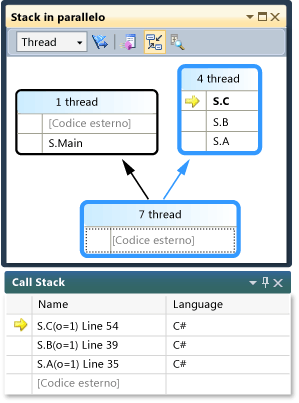 Stack in parallelo
Thread
1 thread
[Codice esterno]
S.Main
4 thread
S.C
S.B
S.A
7 thread
[Codice esterno]
Call Stack
Name Language
S.C(o=1) Line 54 C#
S.B(o=1) Line 39 C#
S.A(o=1) Line 35 C#
[Codice esterno]